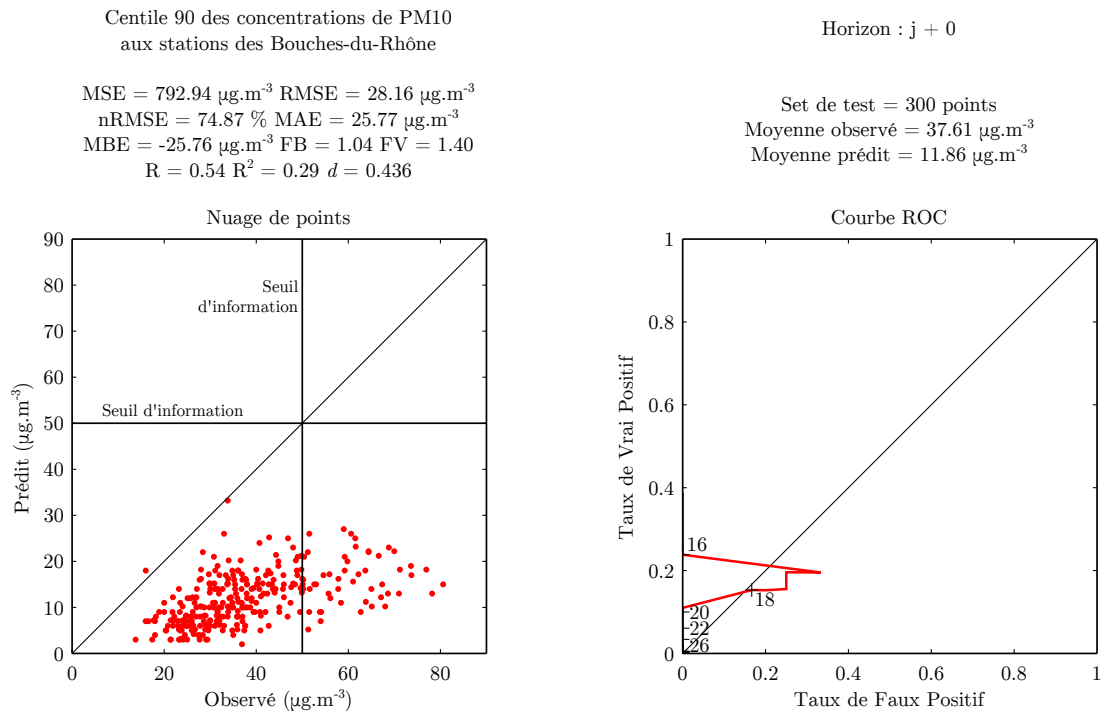 Centile 90 des concentrations de PM10
aux stations des Bouches-du-Rhône
MSE = 792.94 µg.m-3 RMSE = 28.16 µg.m-3
nRMSE = 74.87 % MAE = 25.77 µg.m-3
MBE = -25.76 µg.m-3 FB = 1.04 FV = 1.40
R = 0.54 R2 = 0.29 d = 0.436
Horizon : j + 0
Set de test = 300 points
Moyenne observé = 37.61 µg.m-3
Moyenne prédit = 11.86 µg.m-3
Nuage de points
90
80
70
60
50
40
30
20
10
0
Prédit (µg.m-3)
Seuil
d'information
Seuil d'information
0
20
40
60
80
Observé (µg.m-3)
Courbe ROC
1
0.8
0.6
0.4
0.2
0
Taux de Vrai Positif
16
18
20
22
26
0
0.2
0.4
0.6
0.8
1
Taux de Faux Positif